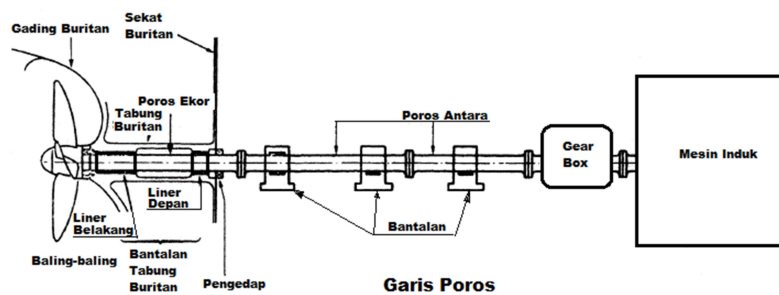 Gading Buritan
Sekat
Buritan
Poros Ekor
Tabung
Buritan
Poros Antara
Gear
Box
Mesin Induk
Liner
Depan
Liner
Belakang
Bantalan
Baling-baling
Bantalan
Tabung
Buritan
Pengedap
Garis Poros